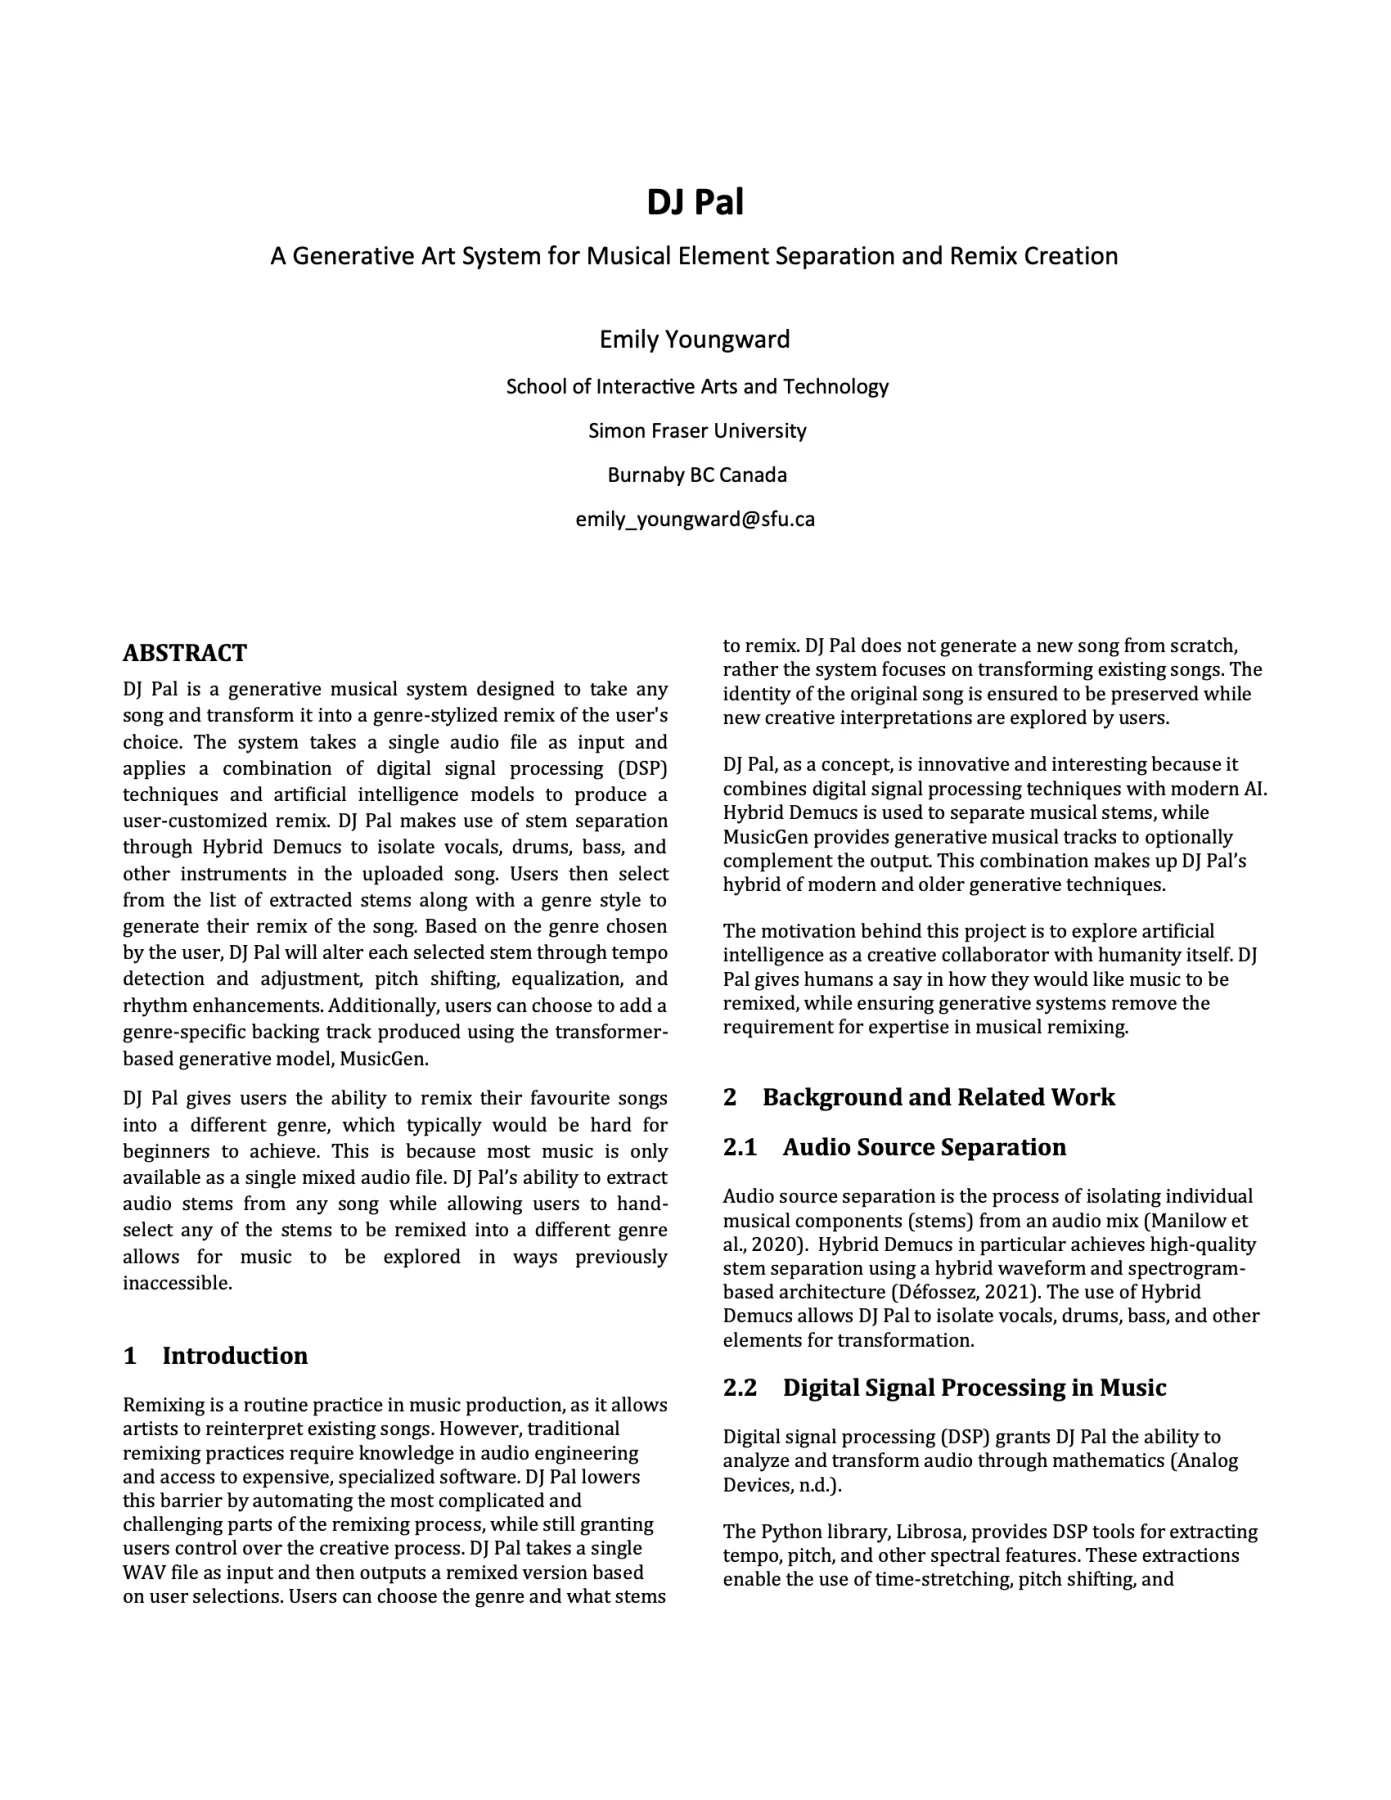 DJ Pal
A Generative Art System for Musical Element Separation and Remix Creation
Emily Youngward
School of Interactive Arts and Technology
Simon Fraser University
Burnaby BC Canada
emily_youngward@sfu.ca
ABSTRACT
DJ Pal is a generative musical system designed to take any
song and transform it into a genre-stylized remix of the user's
choice. The system takes a single audio file as input and
applies a combination of digital signal processing (DSP)
techniques and artificial intelligence models to produce a
user-customized remix. DJ Pal makes use of stem separation
through Hybrid Demucs to isolate vocals, drums, bass, and
other instruments in the uploaded song. Users then select
from the list of extracted stems along with a genre style to
generate their remix of the song. Based on the genre chosen
by the user, DJ Pal will alter each selected stem through tempo
detection and adjustment, pitch shifting, equalization, and
rhythm enhancements. Additionally, users can choose to add a
genre-specific backing track produced using the transformer-
based generative model, MusicGen.
DJ Pal gives users the ability to remix their favourite songs
into a different genre, which typically would be hard for
beginners to achieve. This is because most music is only
available as a single mixed audio file. DJ Pal’s ability to extract
audio stems from any song while allowing users to hand-
select any of the stems to be remixed into a different genre
allows for music to be explored in ways previously
inaccessible.
1 Introduction
Remixing is a routine practice in music production, as it allows
artists to reinterpret existing songs. However, traditional
remixing practices require knowledge in audio engineering
and access to expensive, specialized software. DJ Pal lowers
this barrier by automating the most complicated and
challenging parts of the remixing process, while still granting
users control over the creative process. DJ Pal takes a single
WAV file as input and then outputs a remixed version based
on user selections. Users can choose the genre and what stems
to remix. DJ Pal does not generate a new song from scratch,
rather the system focuses on transforming existing songs. The
identity of the original song is ensured to be preserved while
new creative interpretations are explored by users.
DJ Pal, as a concept, is innovative and interesting because it
combines digital signal processing techniques with modern AI.
Hybrid Demucs is used to separate musical stems, while
MusicGen provides generative musical tracks to optionally
complement the output. This combination makes up DJ Pal’s
hybrid of modern and older generative techniques.
The motivation behind this project is to explore artificial
intelligence as a creative collaborator with humanity itself. DJ
Pal gives humans a say in how they would like music to be
remixed, while ensuring generative systems remove the
requirement for expertise in musical remixing.
2 Background and Related Work
2.1 Audio Source Separation
Audio source separation is the process of isolating individual
musical components (stems) from an audio mix (Manilow et
al., 2020). Hybrid Demucs in particular achieves high-quality
stem separation using a hybrid waveform and spectrogram-
based architecture (Défossez, 2021). The use of Hybrid
Demucs allows DJ Pal to isolate vocals, drums, bass, and other
elements for transformation.
2.2 Digital Signal Processing in Music
Digital signal processing (DSP) grants DJ Pal the ability to
analyze and transform audio through mathematics (Analog
Devices, n.d.).
The Python library, Librosa, provides DSP tools for extracting
tempo, pitch, and other spectral features. These extractions
enable the use of time-stretching, pitch shifting, and